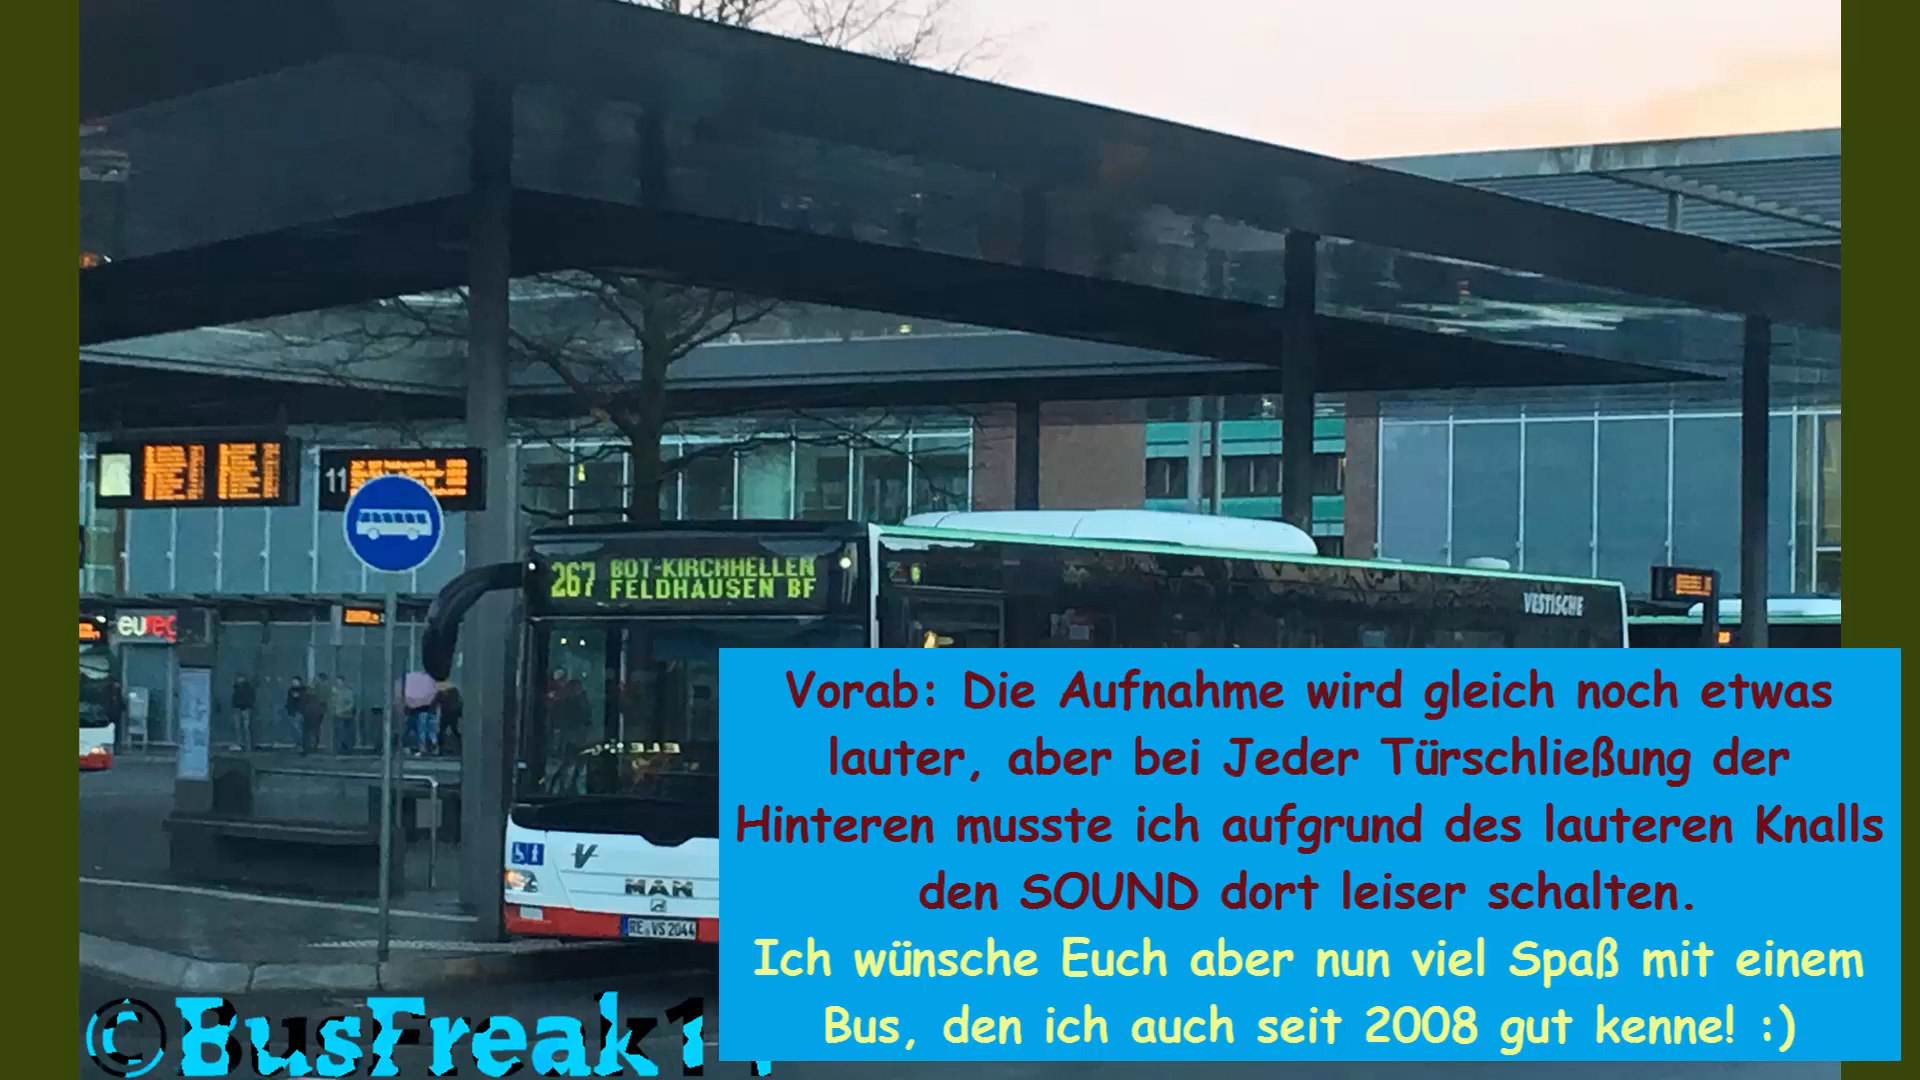 11
267 BOT-KIRCHHELLEN
FELDHAUSEN BF
VESTISCHE
MAN
RE VS 2044
Vorab: Die Aufnahme wird gleich noch etwas
lauter, aber bei Jeder Türschließung der
Hinteren musste ich aufgrund des lauteren Knalls
den SOUND dort leiser schalten.
Ich wünsche Euch aber nun viel Spaß mit einem
Bus, den ich auch seit 2008 gut kenne! :)